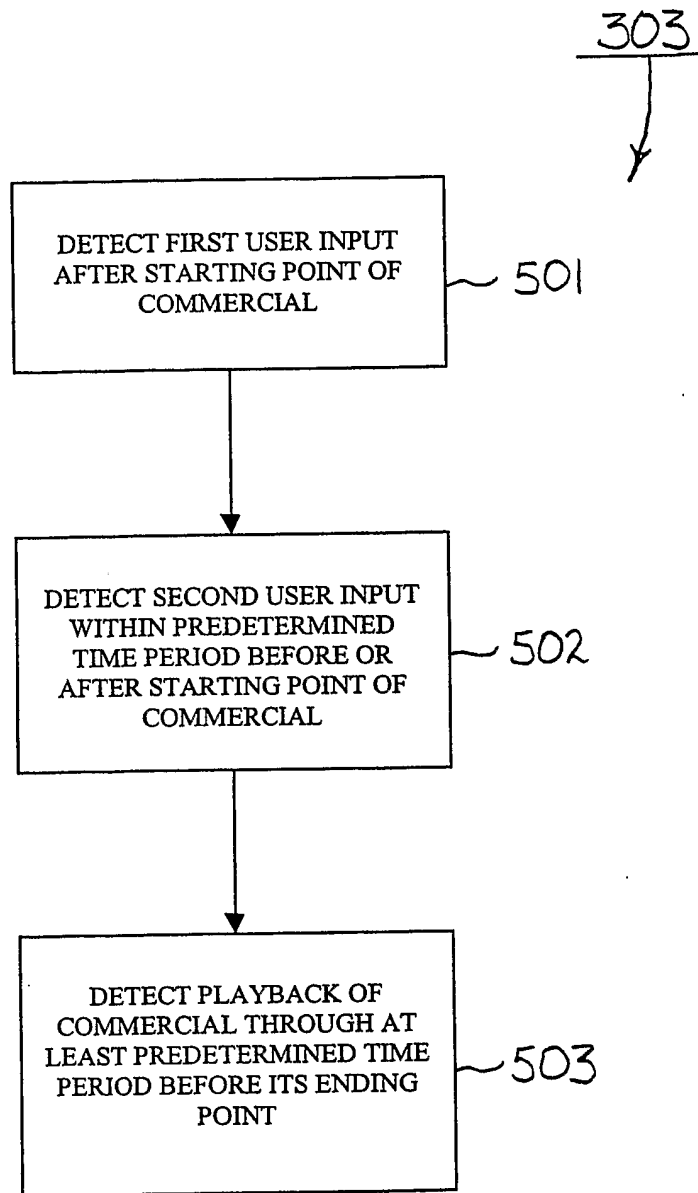 303
DETECT FIRST USER INPUT
AFTER STARTING POINT OF
COMMERCIAL
501
DETECT SECOND USER INPUT
WITHIN PREDETERMINED
TIME PERIOD BEFORE OR
AFTER STARTING POINT OF
COMMERCIAL
502
DETECT PLAYBACK OF
COMMERCIAL THROUGH AT
LEAST PREDETERMINED TIME
PERIOD BEFORE ITS ENDING
POINT
503